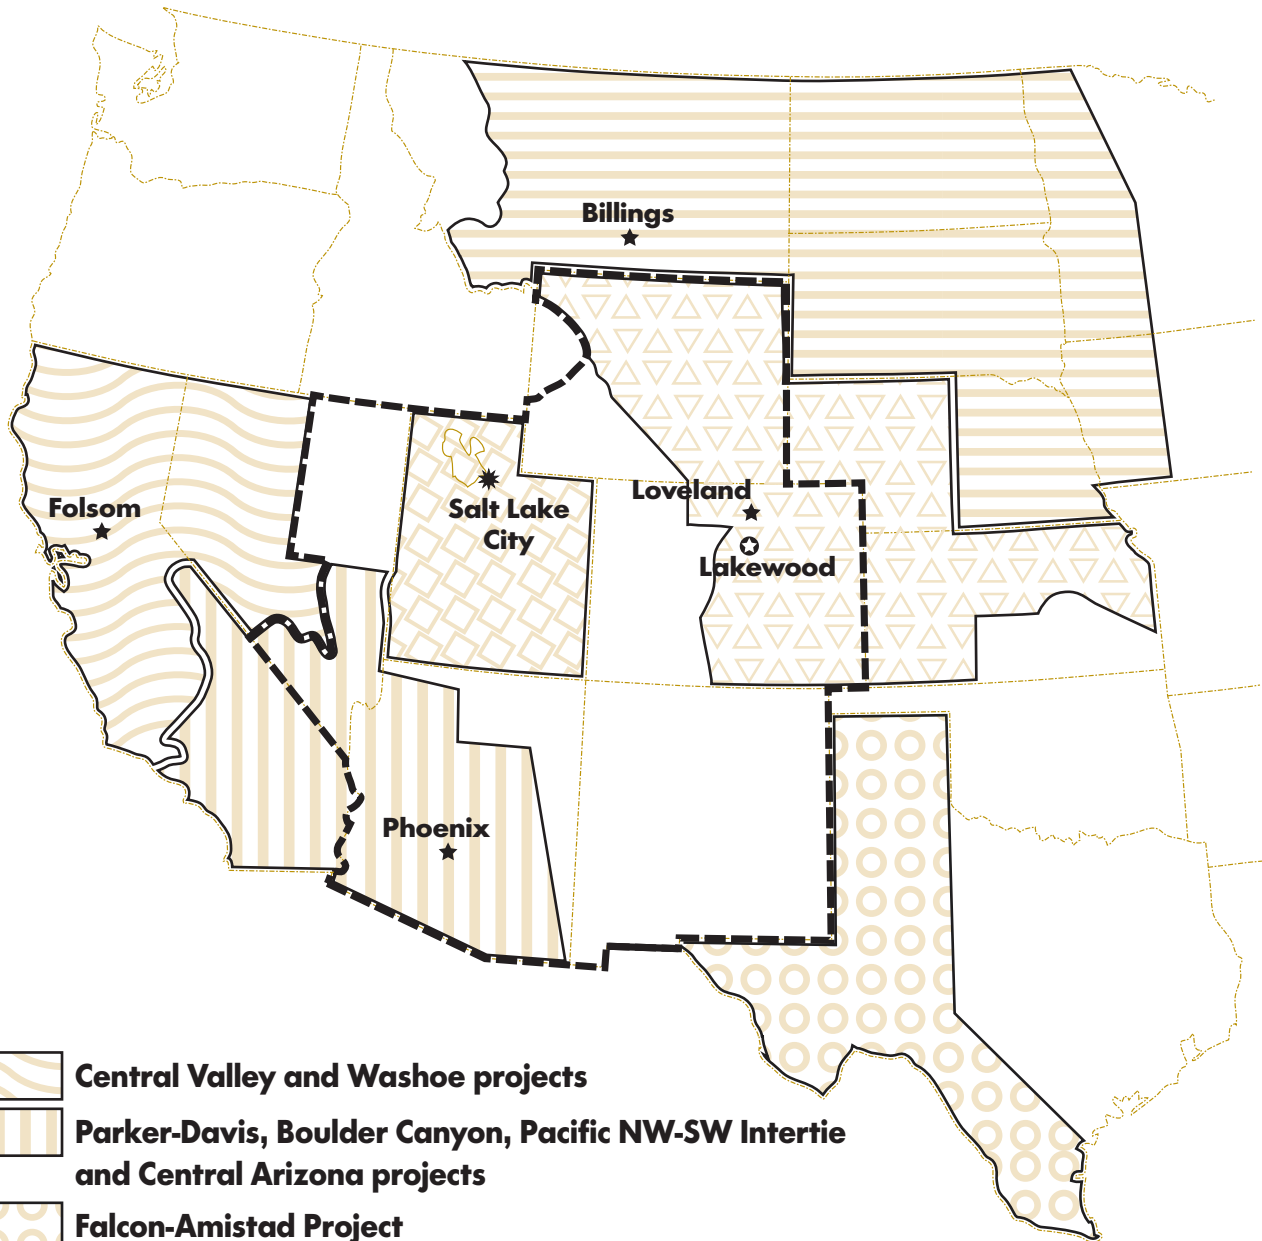 Billings
Folsom
Salt Lake
City
Loveland
Lakewood
Phoenix
Central Valley and Washoe projects
Parker-Davis, Boulder Canyon, Pacific NW-SW Intertie
and Central Arizona projects
Falcon-Amistad Project